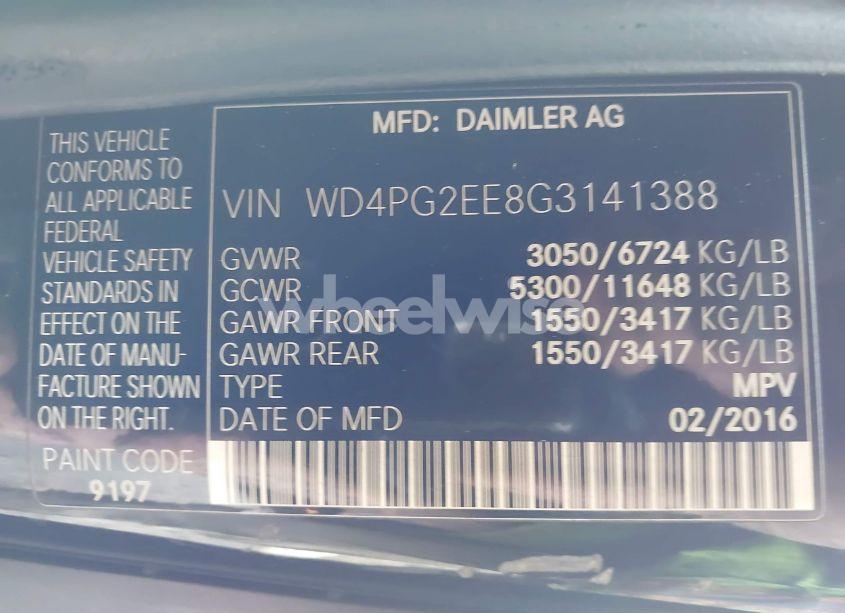 MFD: DAIMLER AG
THIS VEHICLE
CONFORMS TO
ALL APPLICABLE
FEDERAL
VEHICLE SAFETY
STANDARDS IN
EFFECT ON THE
DATE OF MANU-
FACTURE SHOWN
ON THE RIGHT.
PAINT CODE
9197
VIN WD4PG2EE8G3141388
GVWR 3050/6724 KG/LB
GCWR 5300/11648 KG/LB
GAWR FRONT 1550/3417 KG/LB
GAWR REAR 1550/3417 KG/LB
TYPE MPV
DATE OF MFD 02/2016
wheelwise